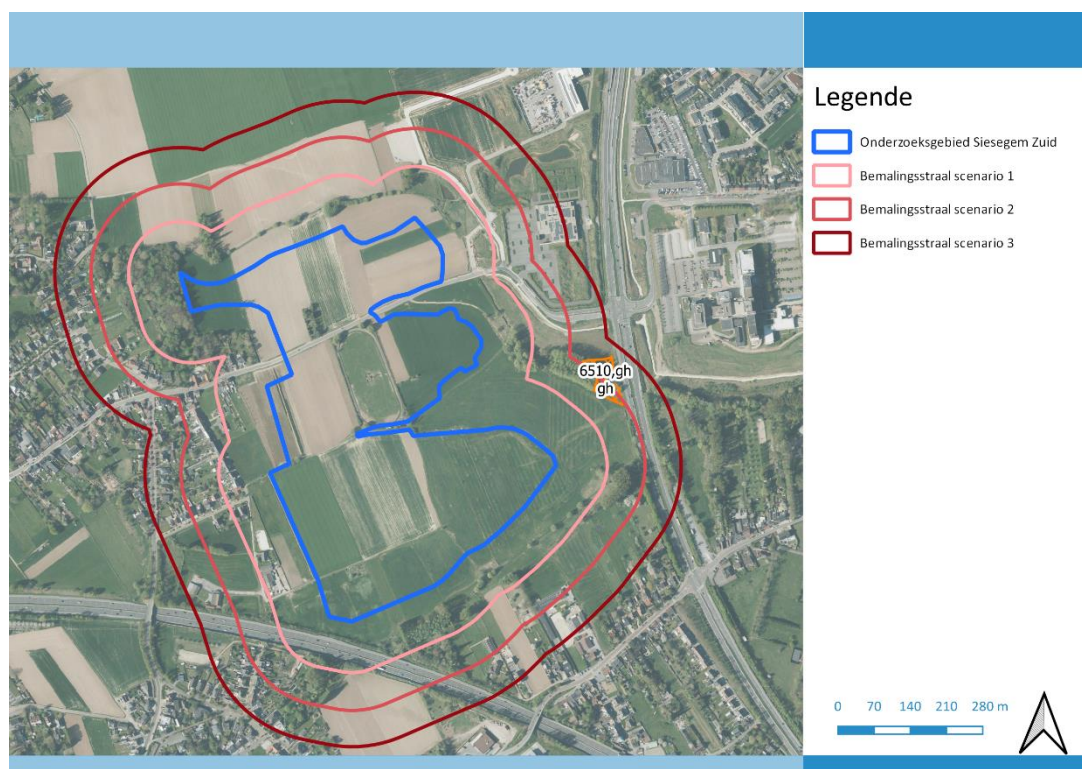 Legende
Onderzoeksgebied Siesegem Zuid
Bemalingsstraal scenario 1
Bemalingsstraal scenario 2
Bemalingsstraal scenario 3
6510,gh
gh
0 70 140 210 280 m